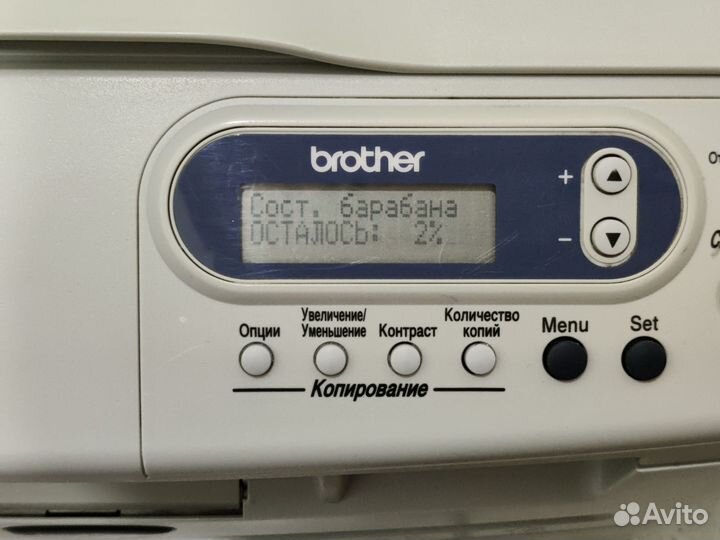 brother
Сост. барабана
ОСТАЛОСЬ: 2%
+
−
Опции
Увеличение/
Уменьшение
Контраст
Количество
копий
Menu
Set
Копирование
Avito